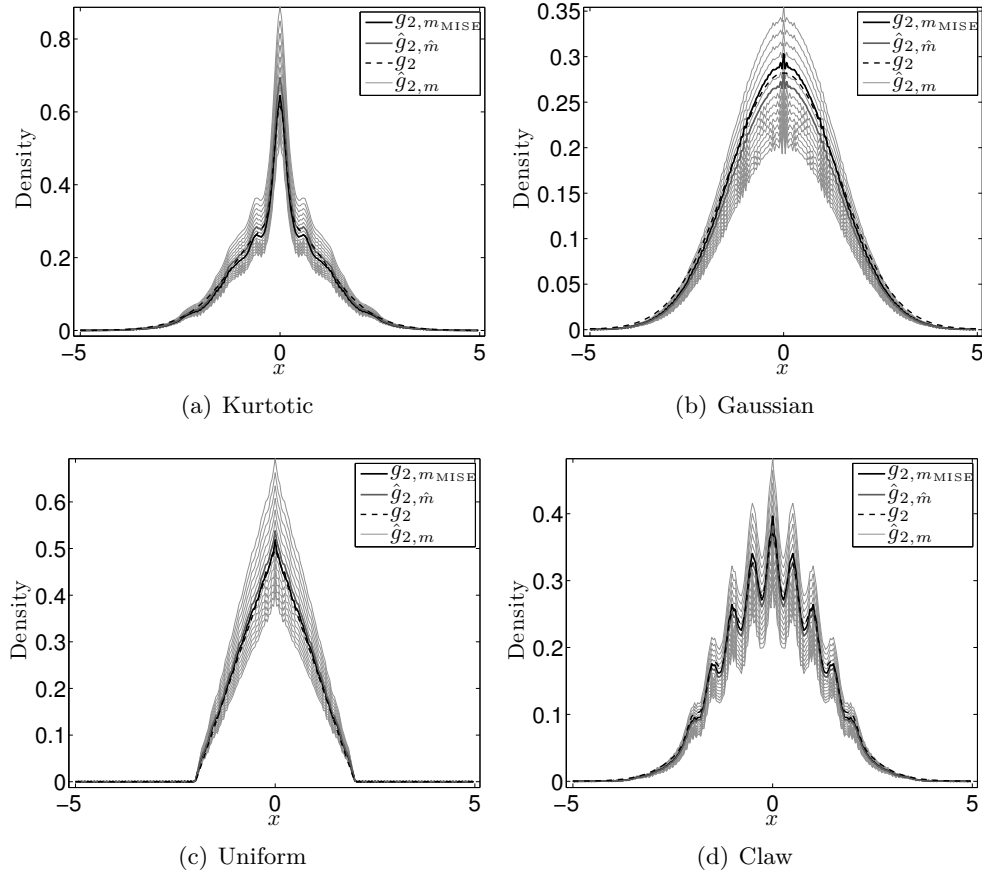 0.8
0.6
0.4
0.2
0
−5
0
5
Density
x
g₂,m_MISE
ĝ₂,m̂
g₂
ĝ₂,m
(a) Kurtotic
0.35
0.3
0.25
0.2
0.15
0.1
0.05
0
−5
0
5
Density
x
g₂,m_MISE
ĝ₂,m̂
g₂
ĝ₂,m
(b) Gaussian
0.6
0.5
0.4
0.3
0.2
0.1
0
−5
0
5
Density
x
g₂,m_MISE
ĝ₂,m̂
g₂
ĝ₂,m
(c) Uniform
0.4
0.3
0.2
0.1
0
−5
0
5
Density
x
g₂,m_MISE
ĝ₂,m̂
g₂
ĝ₂,m
(d) Claw